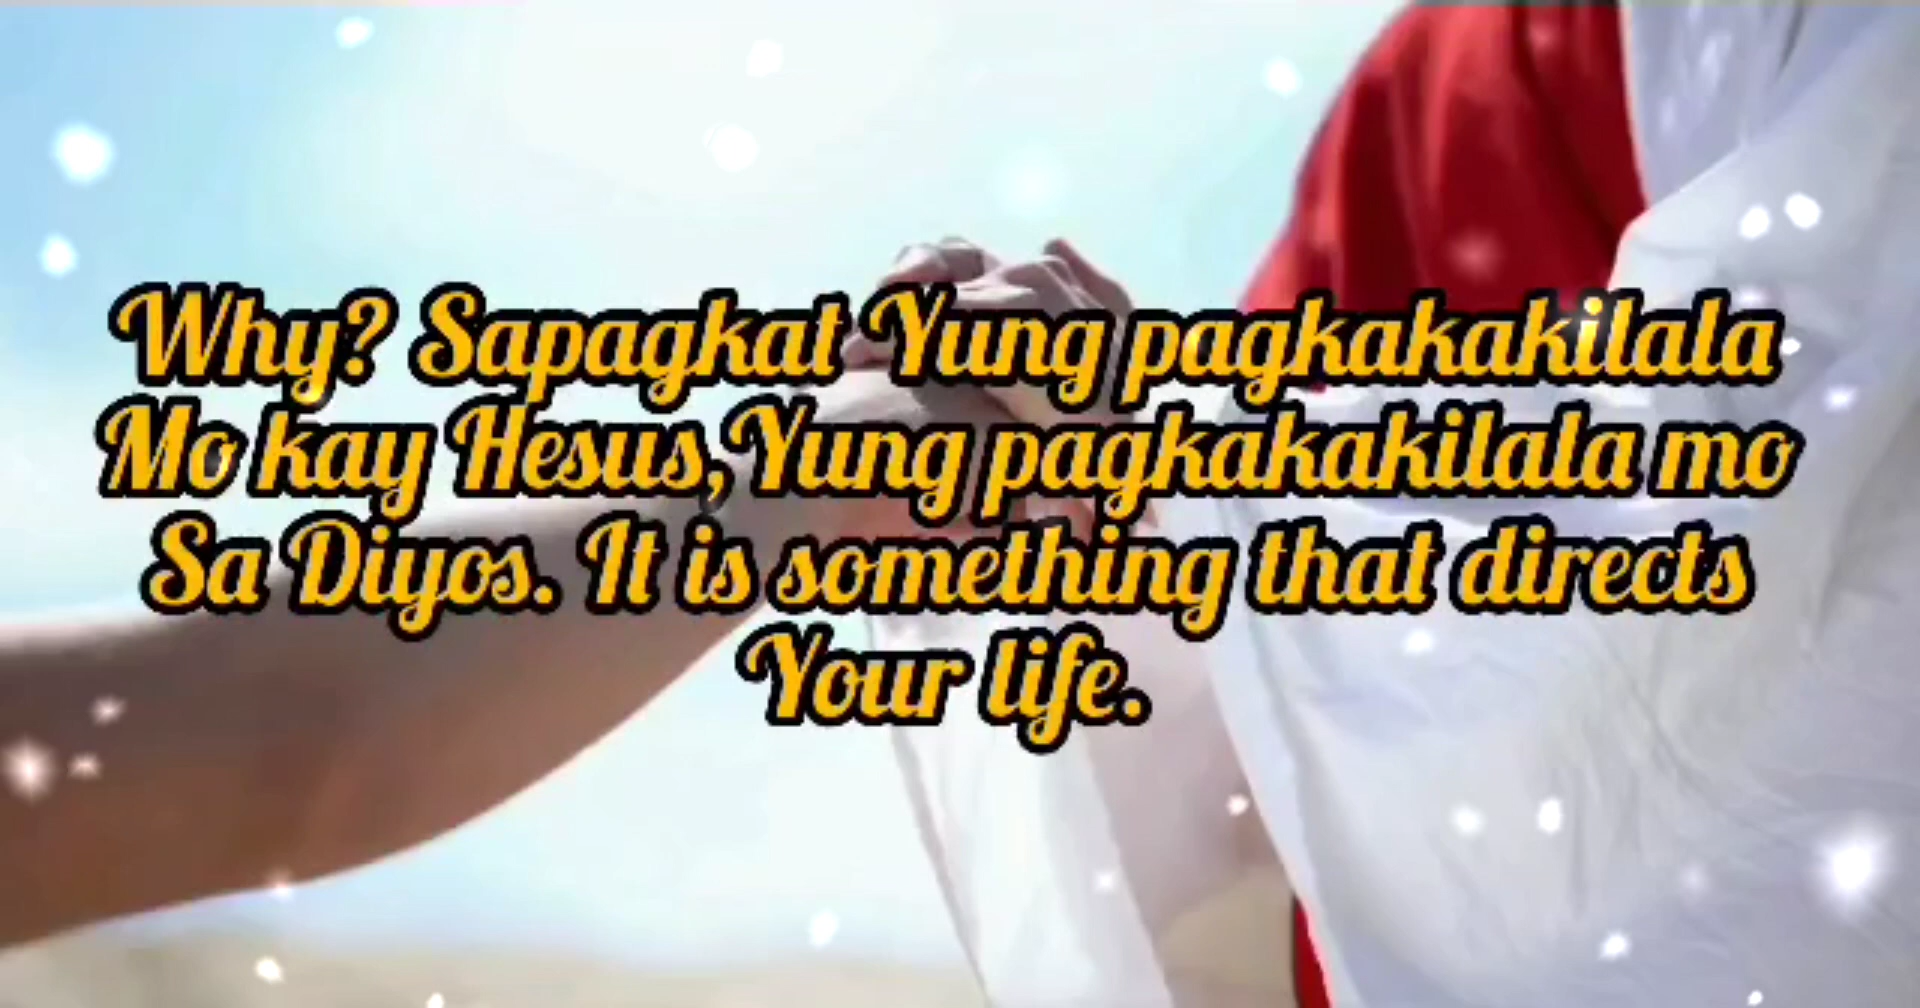 Why? Sapagkat Yung pagkakakilala
Mo kay Hesus,Yung pagkakakilala mo
Sa Diyos. It is something that directs
Your life.